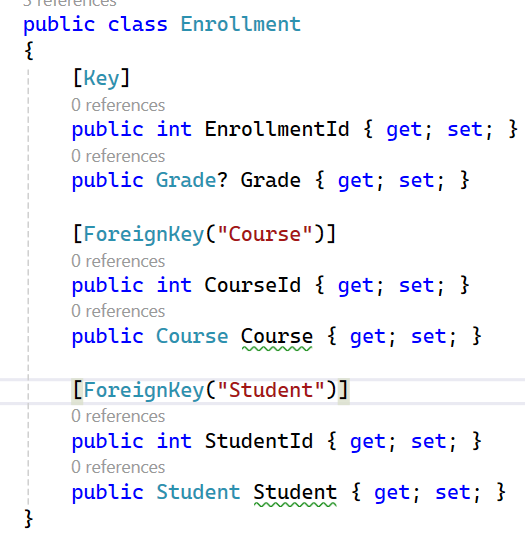 3 references
public class Enrollment
{
[Key]
0 references
public int EnrollmentId { get; set; }
0 references
public Grade? Grade { get; set; }
[ForeignKey("Course")]
0 references
public int CourseId { get; set; }
0 references
public Course Course { get; set; }
[ForeignKey("Student")]
0 references
public int StudentId { get; set; }
0 references
public Student Student { get; set; }
}